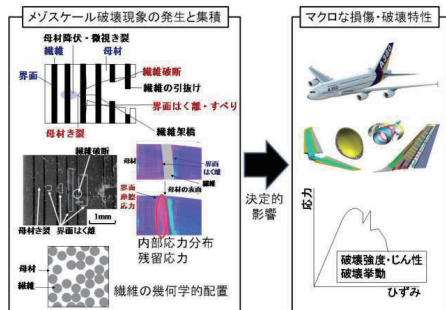 メゾスケール破壊現象の発生と集積
母材降伏・微視き裂
繊維
母材
界面
繊維破断
繊維の引抜け
界面はく離・すべり
母材き裂
繊維架橋
繊維破断
母材き裂
界面はく離
1mm
母材
界面
はく離
繊維
母材の表面
界面
摩擦
応力
内部応力分布
残留応力
母材
繊維
繊維の幾何学的配置
決定的
影響
マクロな損傷・破壊特性
A380
応力
破壊強度・じん性
破壊挙動
ひずみ